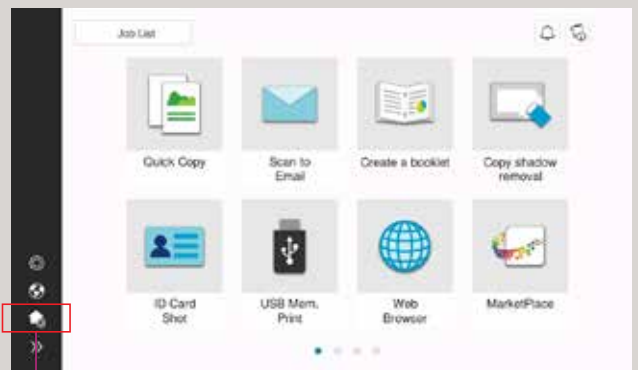 Job List
Quick Copy
Scan to
Email
Create a booklet
Copy shadow
removal
ID Card
Shot
USB Mem.
Print
Web
Browser
MarketPlace